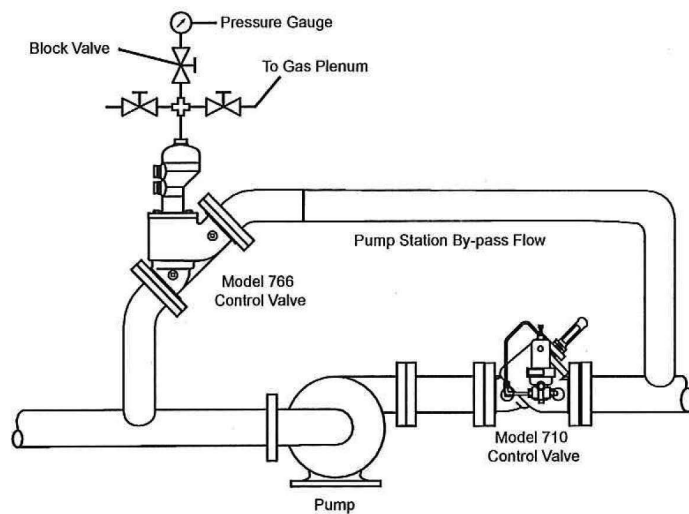 Pressure Gauge
Block Valve
To Gas Plenum
Pump Station By-pass Flow
Model 766
Control Valve
Model 710
Control Valve
Pump